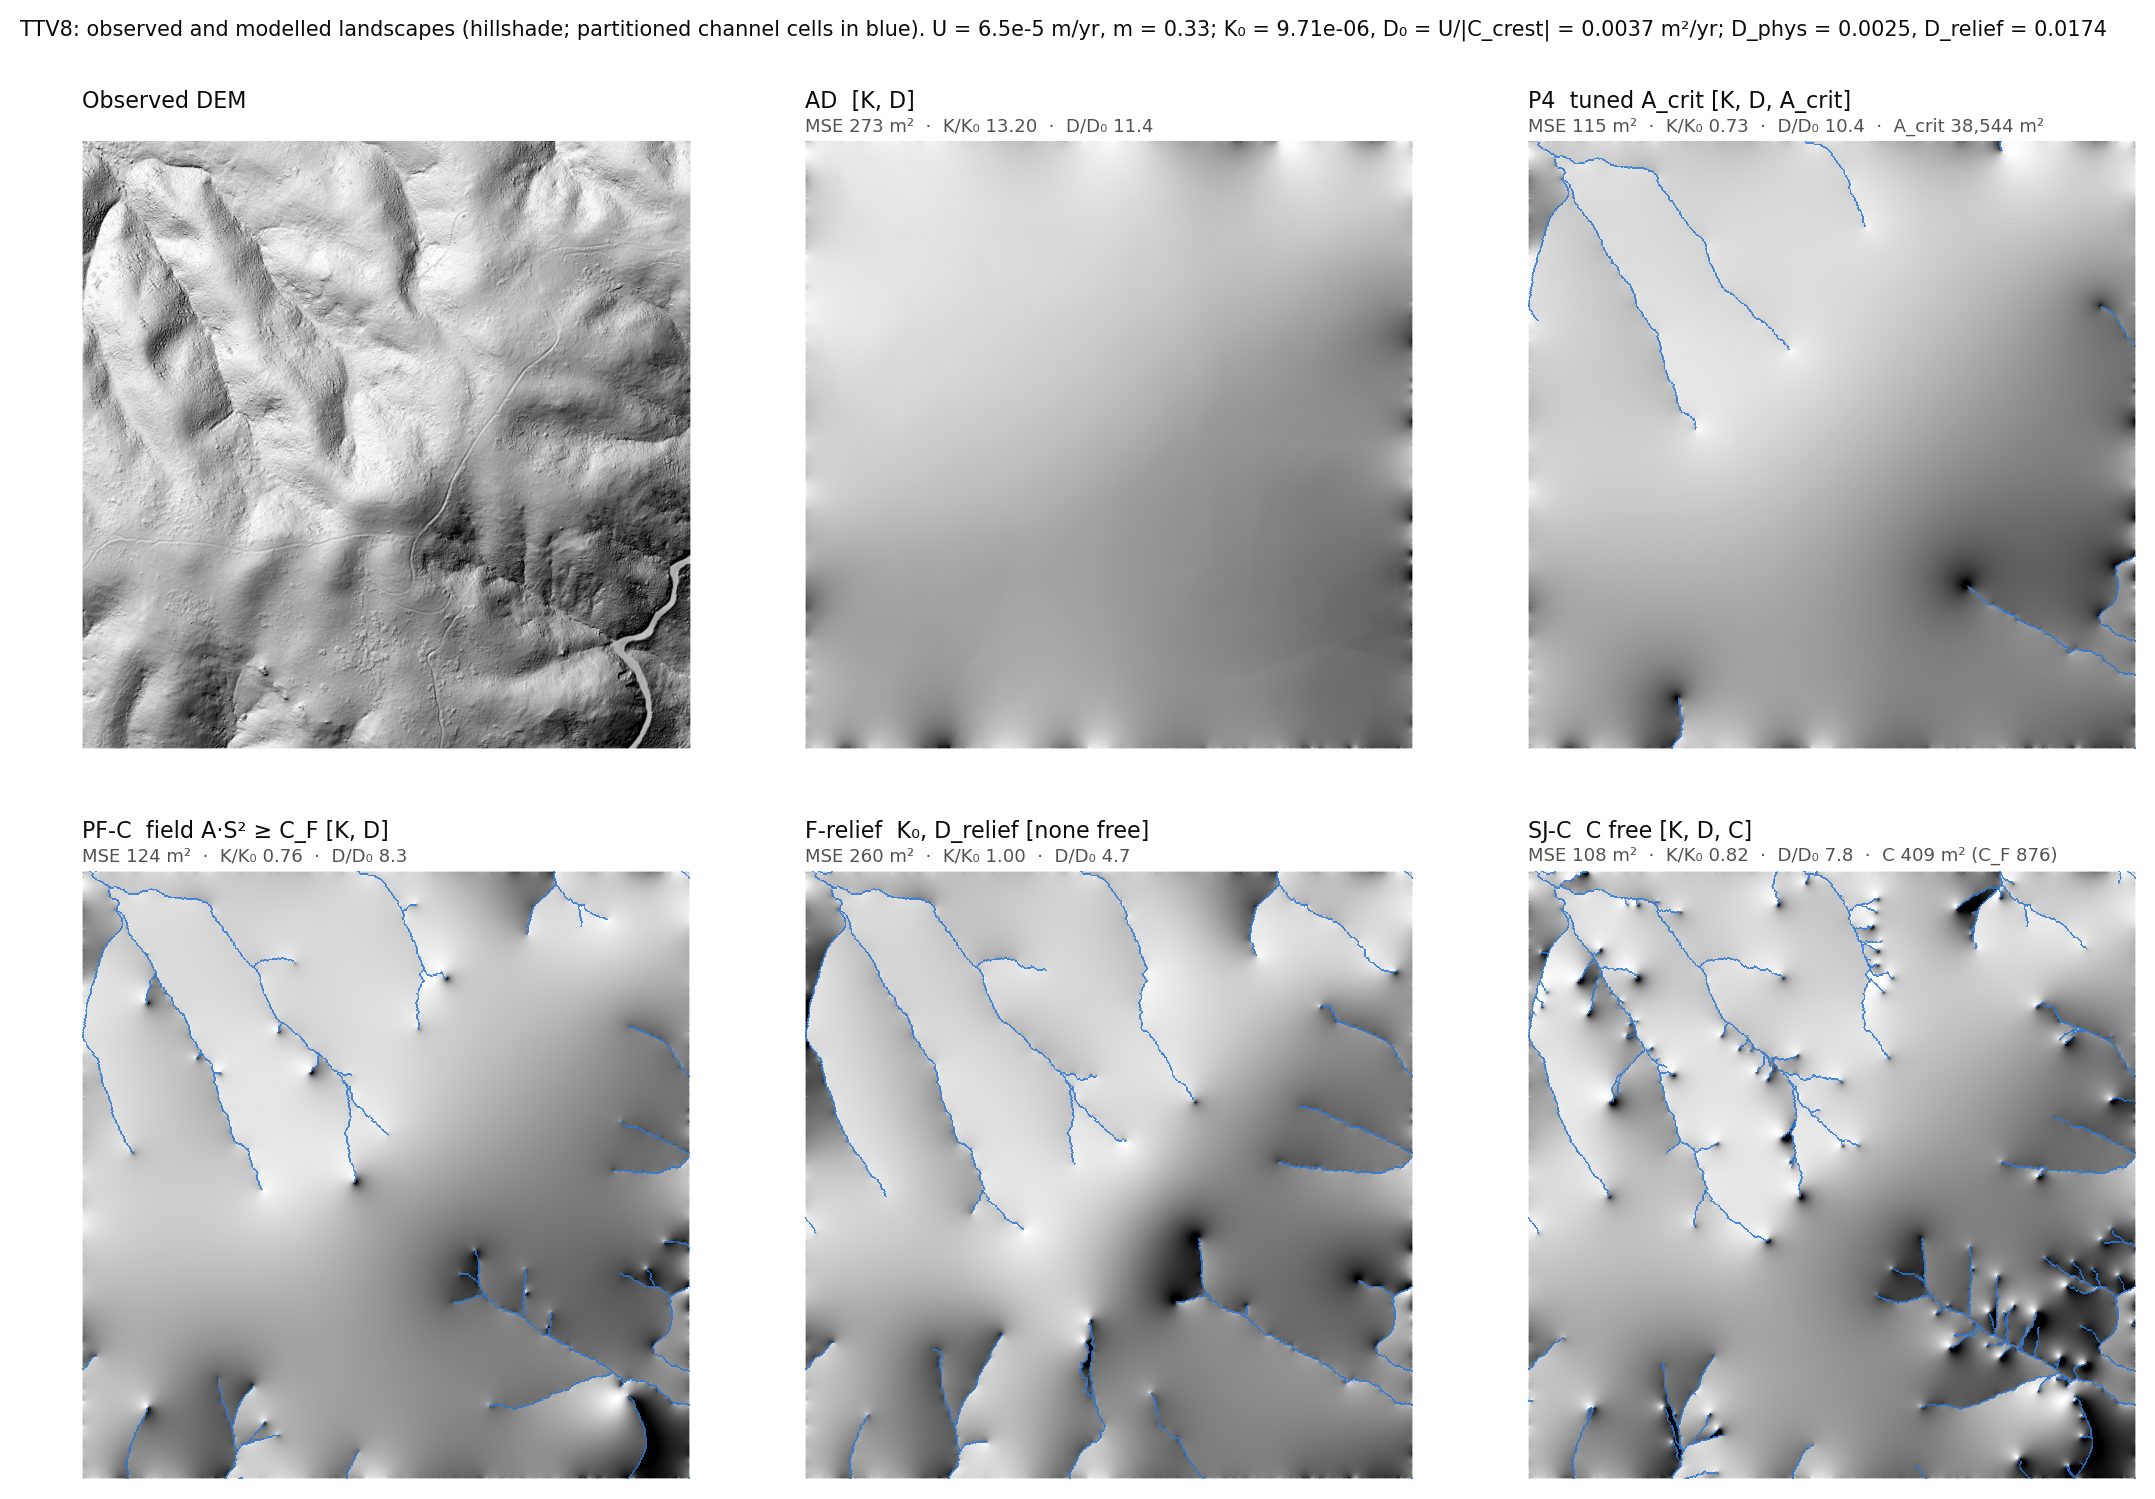 TTV8: observed and modelled landscapes (hillshade; partitioned channel cells in blue). U = 6.5e-5 m/yr, m = 0.33; K₀ = 9.71e-06, D₀ = U/|C_crest| = 0.0037 m²/yr; D_phys = 0.0025, D_relief = 0.0174
Observed DEM
AD [K, D]
MSE 273 m² · K/K₀ 13.20 · D/D₀ 11.4
P4 tuned A_crit [K, D, A_crit]
MSE 115 m² · K/K₀ 0.73 · D/D₀ 10.4 · A_crit 38,544 m²
PF-C field A·S² ≥ C_F [K, D]
MSE 124 m² · K/K₀ 0.76 · D/D₀ 8.3
F-relief K₀, D_relief [none free]
MSE 260 m² · K/K₀ 1.00 · D/D₀ 4.7
SJ-C C free [K, D, C]
MSE 108 m² · K/K₀ 0.82 · D/D₀ 7.8 · C 409 m² (C_F 876)